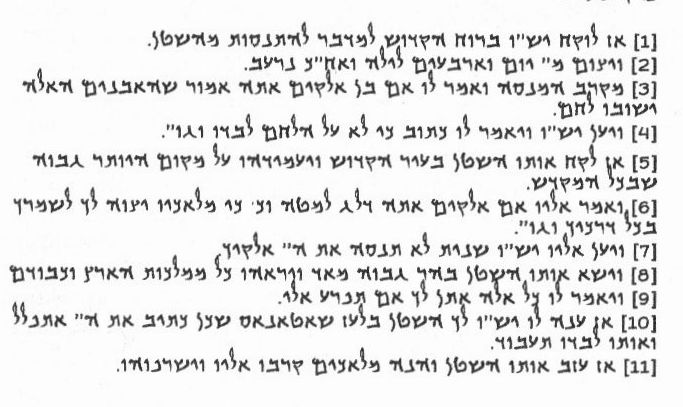 [1] אז לוקח יש"ו ברוח הקדוש למדבר להתנסות מהשטן.
[2] ויצום מ" יום וארבעים לילה ואח"כ נרעב.
[3] מקרב המנסה ואמר לו אם בן אלקים אתה אמור שהאבנים האלה
ישובו לחם.
[4] ויען יש"ו ויאמר לו כתוב כי לא על הלחם לבדו וגו".
[5] אז לקח אותו השטן בעיר הקדוש ויעמידהו על מקום היותר גבוה
שבכל המקדש.
[6] ואמר אליו אם אלקים אתה דלג למטה וכ' כי מלאכיו יצוה לך לשמרך
בכל דרכיך וגו".
[7] ויען אליו יש"ו שנית לא תנסה את ה" אלקיך
[8] וישא אותו השטן בהר גבוה מאד ויראהו כל ממלכות הארץ וכבודם
[9] ויאמר לו כל אלה אתן לך אם תכרע אלי.
[10] אז ענה לו יש"ו לך השטן בלעז שאטאנאס שכן כתיב את ה" אתפלל
ואותו לבדו תעבוד.
[11] אז עזב אותו השטן והנה מלאכים קרבו אליו וישרתוהו.